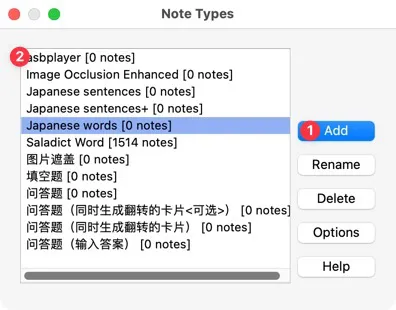 Note Types
2
asbplayer [0 notes]
Image Occlusion Enhanced [0 notes]
Japanese sentences [0 notes]
Japanese sentences+ [0 notes]
Japanese words [0 notes]
Saladict Word [1514 notes]
图片遮盖 [0 notes]
填空题 [0 notes]
问答题 [0 notes]
问答题（同时生成翻转的卡片<可选>） [0 notes]
问答题（同时生成翻转的卡片） [0 notes]
问答题（输入答案） [0 notes]
1 Add
Rename
Delete
Options
Help